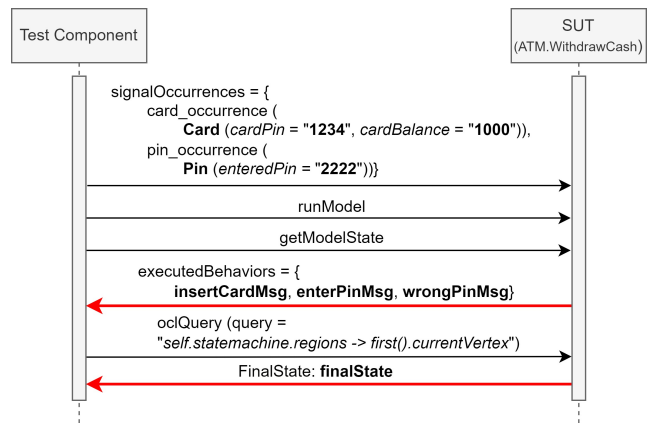 Test Component
SUT
(ATM.WithdrawCash)
signalOccurrences = {
card_occurrence (
Card (cardPin = "1234", cardBalance = "1000")),
pin_occurrence (
Pin (enteredPin = "2222"))}
runModel
getModelState
executedBehaviors = {
insertCardMsg, enterPinMsg, wrongPinMsg}
oclQuery (query =
"self.statemachine.regions -> first().currentVertex")
FinalState: finalState